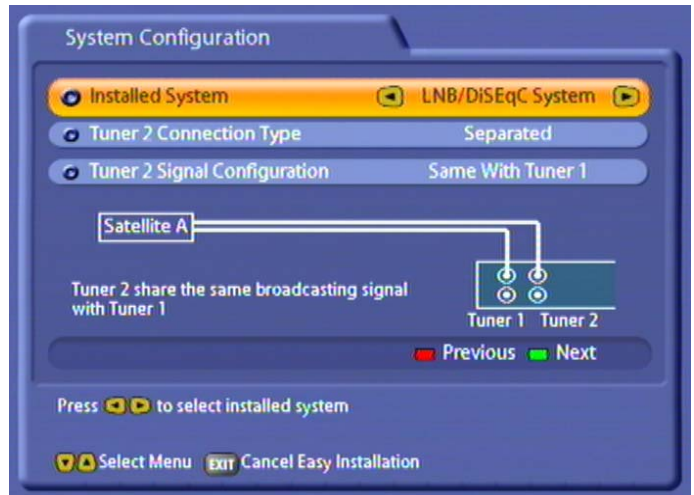 System Configuration
Installed System LNB/DiSEqC System
Tuner 2 Connection Type Separated
Tuner 2 Signal Configuration Same With Tuner 1
Satellite A
Tuner 2 share the same broadcasting signal
with Tuner 1
Tuner 1 Tuner 2
Previous Next
Press to select installed system
Select Menu EXIT Cancel Easy Installation